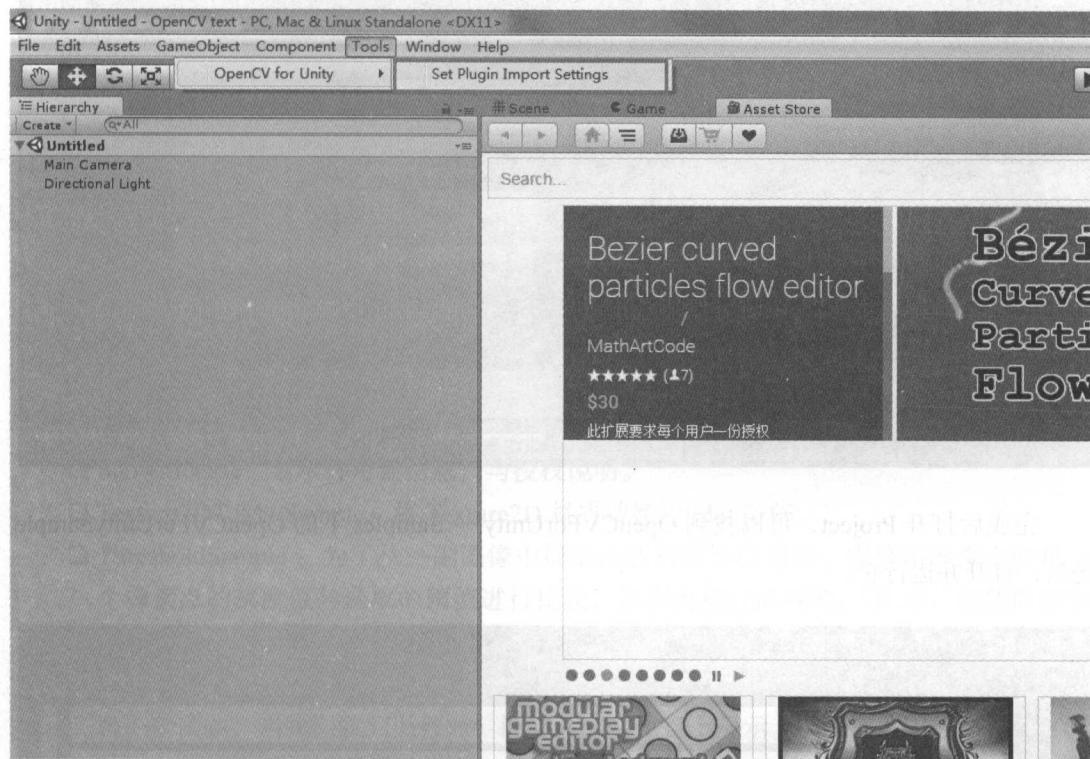 Unity - Untitled - OpenCV text - PC, Mac & Linux Standalone <DX11>
File Edit Assets GameObject Component Tools Window Help
OpenCV for Unity
Set Plugin Import Settings
Hierarchy
Create
All
Untitled
Main Camera
Directional Light
Scene
Game
Asset Store
Search...
Bezier curved
particles flow editor
/
MathArtCode
★★★★★ (7)
$30
此扩展要求每个用户一份授权
Bézi
Curve
Parti
Flow
modular
gameplay
editor